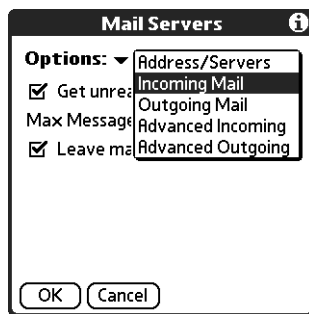 Mail Servers
Options:
Address/Servers
Incoming Mail
Outgoing Mail
Advanced Incoming
Advanced Outgoing
Get unrea
Max Message
Leave ma
OK Cancel